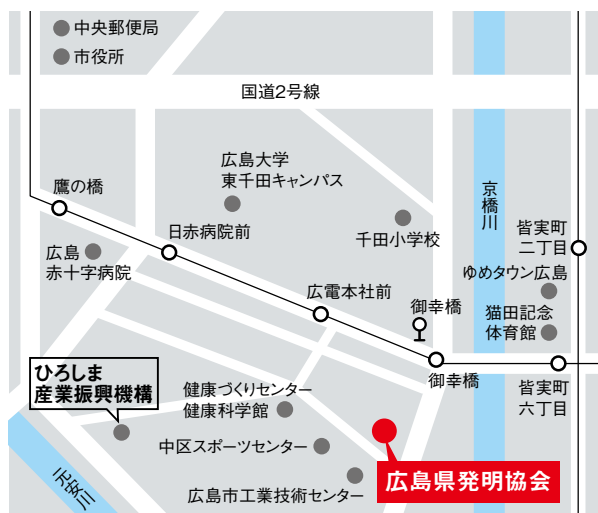 中央郵便局
市役所
国道2号線
広島大学
東千田キャンパス
鷹の橋
日赤病院前
千田小学校
京橋川
皆実町
二丁目
広島
赤十字病院
ゆめタウン広島
広電本社前
御幸橋
猫田記念
体育館
御幸橋
皆実町
六丁目
ひろしま
産業振興機構
健康づくりセンター
健康科学館
中区スポーツセンター
広島県発明協会
広島市工業技術センター
元安川